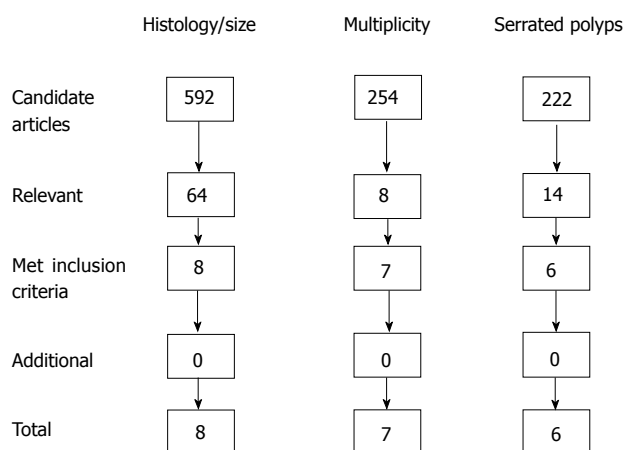 Histology/size Multiplicity Serrated polyps
Candidate articles 592 254 222
Relevant 64 8 14
Met inclusion criteria 8 7 6
Additional 0 0 0
Total 8 7 6